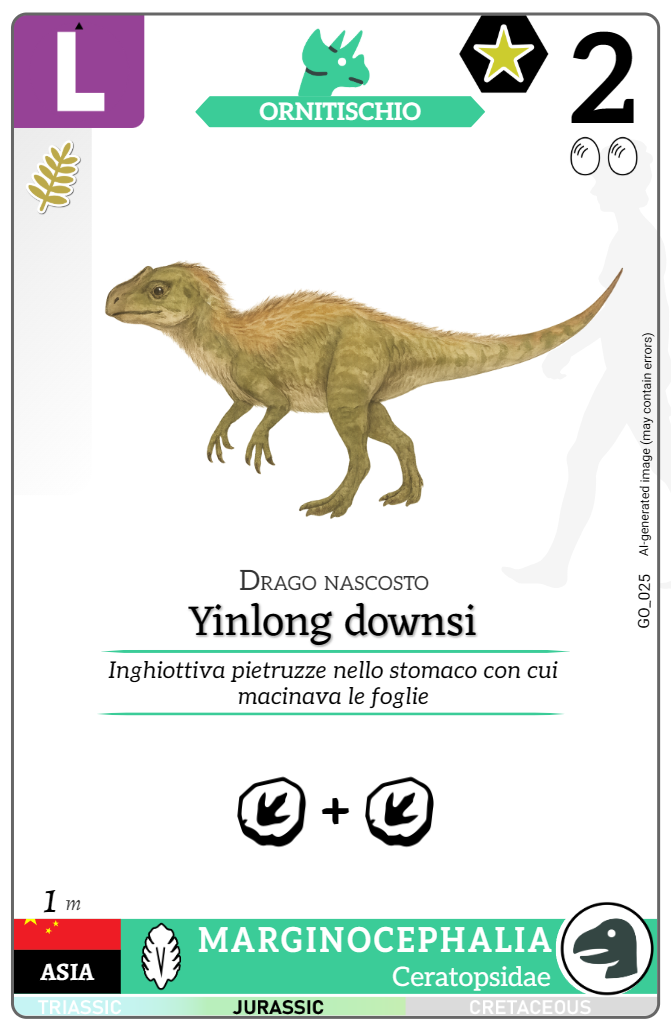 L
ORNITISCHIO
2
AI-generated image (may contain errors)
GO_025
Drago nascosto
Yinlong downsi
Inghiottiva pietruzze nello stomaco con cui
macinava le foglie
+
1 m
ASIA
MARGINOCEPHALIA
Ceratopsidae
TRIASSIC
JURASSIC
CRETACEOUS